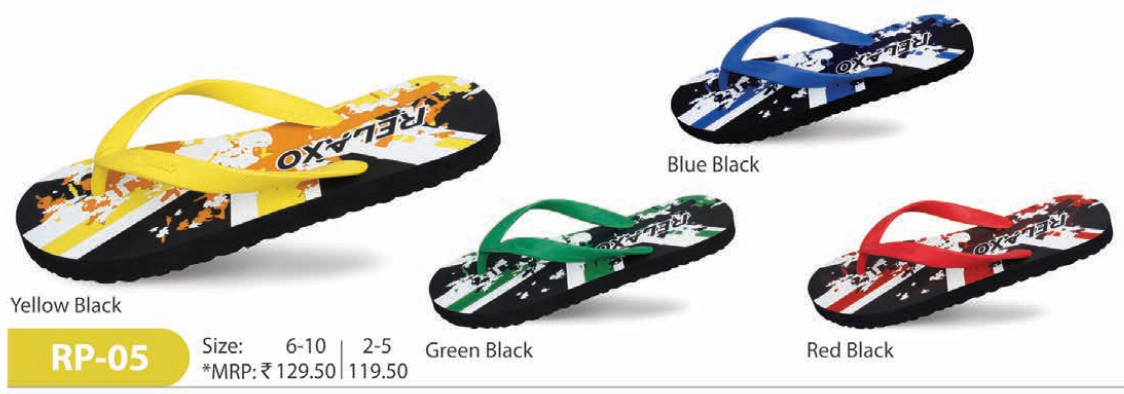 RELAXO
Blue Black
RELAXO
Yellow Black
RELAXO
Green Black
RELAXO
Red Black
RP-05
Size: 6-10 | 2-5
*MRP: ₹ 129.50 | 119.50